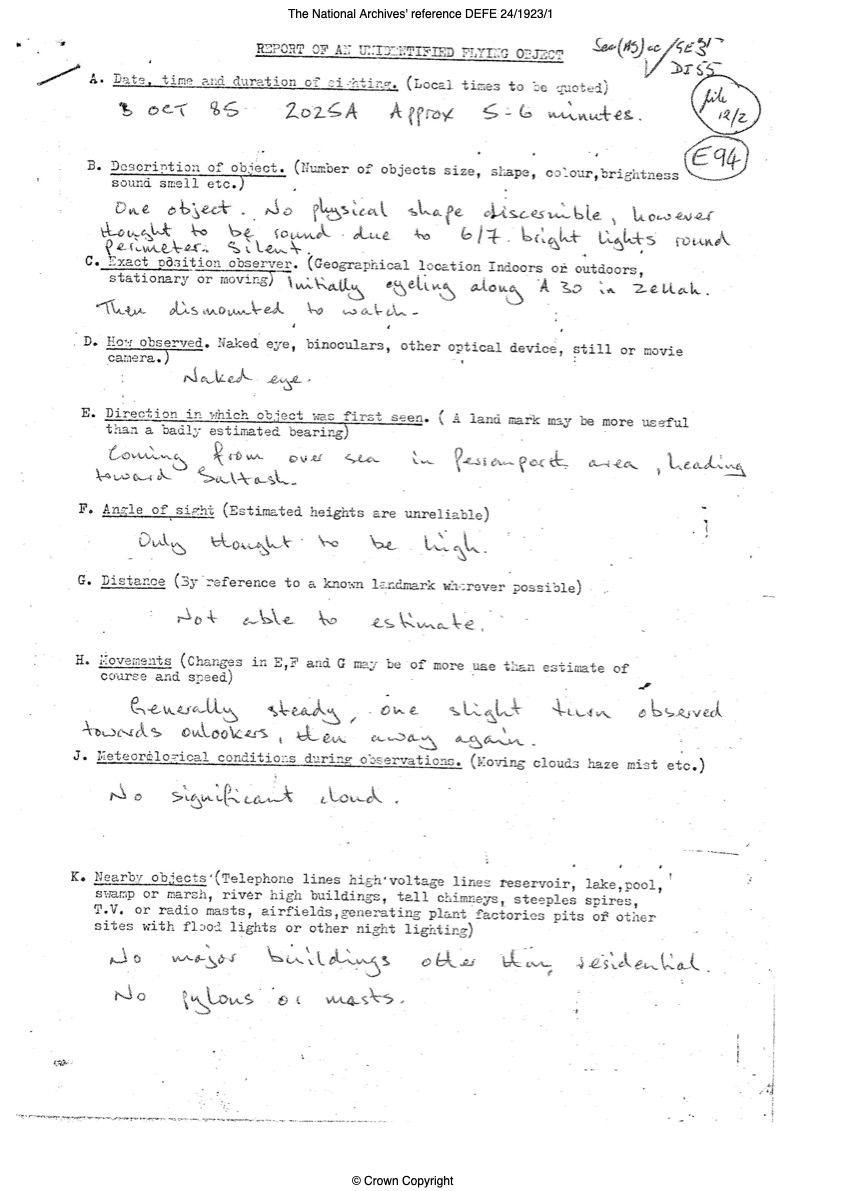 The National Archives' reference DEFE 24/1923/1
REPORT OF AN UNIDENTIFIED FLYING OBJECT
Sec(AS)
DI 55
file
12/2
E94
A. Date, time and duration of sighting. (Local times to be quoted)
3 OCT 85 2025A Approx 5-6 minutes.
B. Description of object. (Number of objects size, shape, colour,brightness
sound smell etc.)
One object. No physical shape discernible, however
thought to be round due to 6/7 bright lights round
perimeter. Silent.
C. Exact position observer. (Geographical location Indoors or outdoors,
stationary or moving) Initially cycling along A 30 in Zellah.
Then dismounted to watch.
D. How observed. Naked eye, binoculars, other optical device, still or movie
camera.)
Naked eye.
E. Direction in which object was first seen. ( A land mark may be more useful
than a badly estimated bearing)
Coming from over sea in area, heading
toward Saltash.
F. Angle of sight (Estimated heights are unreliable)
Only thought to be high.
G. Distance (By reference to a known landmark wherever possible)
Not able to estimate.
H. Movements (Changes in E,F and G may be of more use than estimate of
course and speed)
Generally steady, one slight turn observed
towards onlookers, then away again.
J. Meteorological conditions during observations. (Moving clouds haze mist etc.)
No significant cloud.
K. Nearby objects (Telephone lines high voltage lines reservoir, lake,pool,
swamp or marsh, river high buildings, tall chimneys, steeples spires,
T.V. or radio masts, airfields,generating plant factories pits of other
sites with flood lights or other night lighting)
No major buildings other than residential.
No pylons or masts.
© Crown Copyright